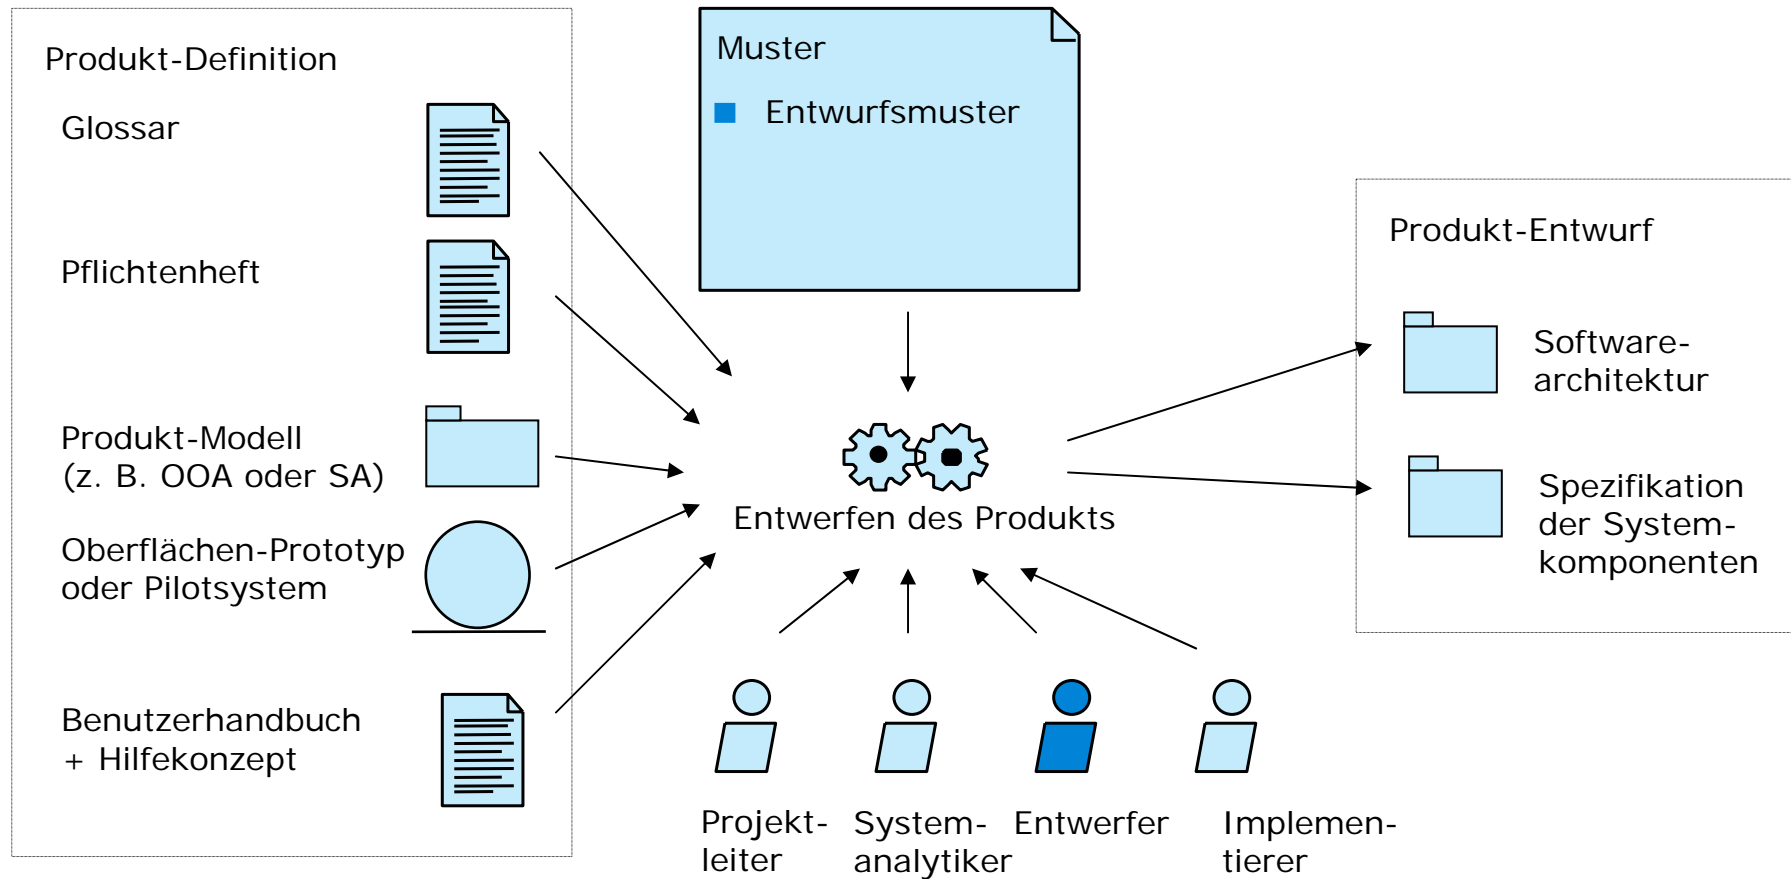 Produkt-Definition
Glossar
Pflichtenheft
Produkt-Modell
(z. B. OOA oder SA)
Oberflächen-Prototyp
oder Pilotsystem
Benutzerhandbuch
+ Hilfekonzept
Muster
Entwurfsmuster
Entwerfen des Produkts
Projekt-
leiter
System-
analytiker
Entwerfer
Implemen-
tierer
Produkt-Entwurf
Software-
architektur
Spezifikation
der System-
komponenten